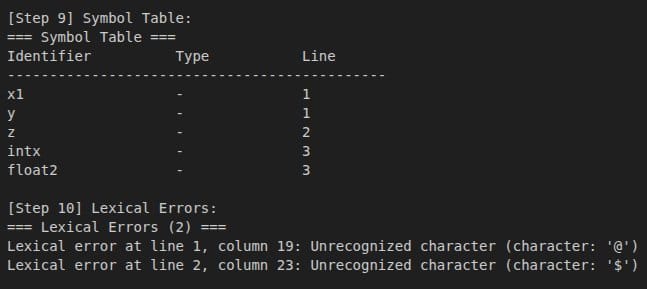 [Step 9] Symbol Table:
=== Symbol Table ===
Identifier Type Line
---------------------------------------------
x1 - 1
y - 1
z - 2
intx - 3
float2 - 3
[Step 10] Lexical Errors:
=== Lexical Errors (2) ===
Lexical error at line 1, column 19: Unrecognized character (character: '@')
Lexical error at line 2, column 23: Unrecognized character (character: '$')